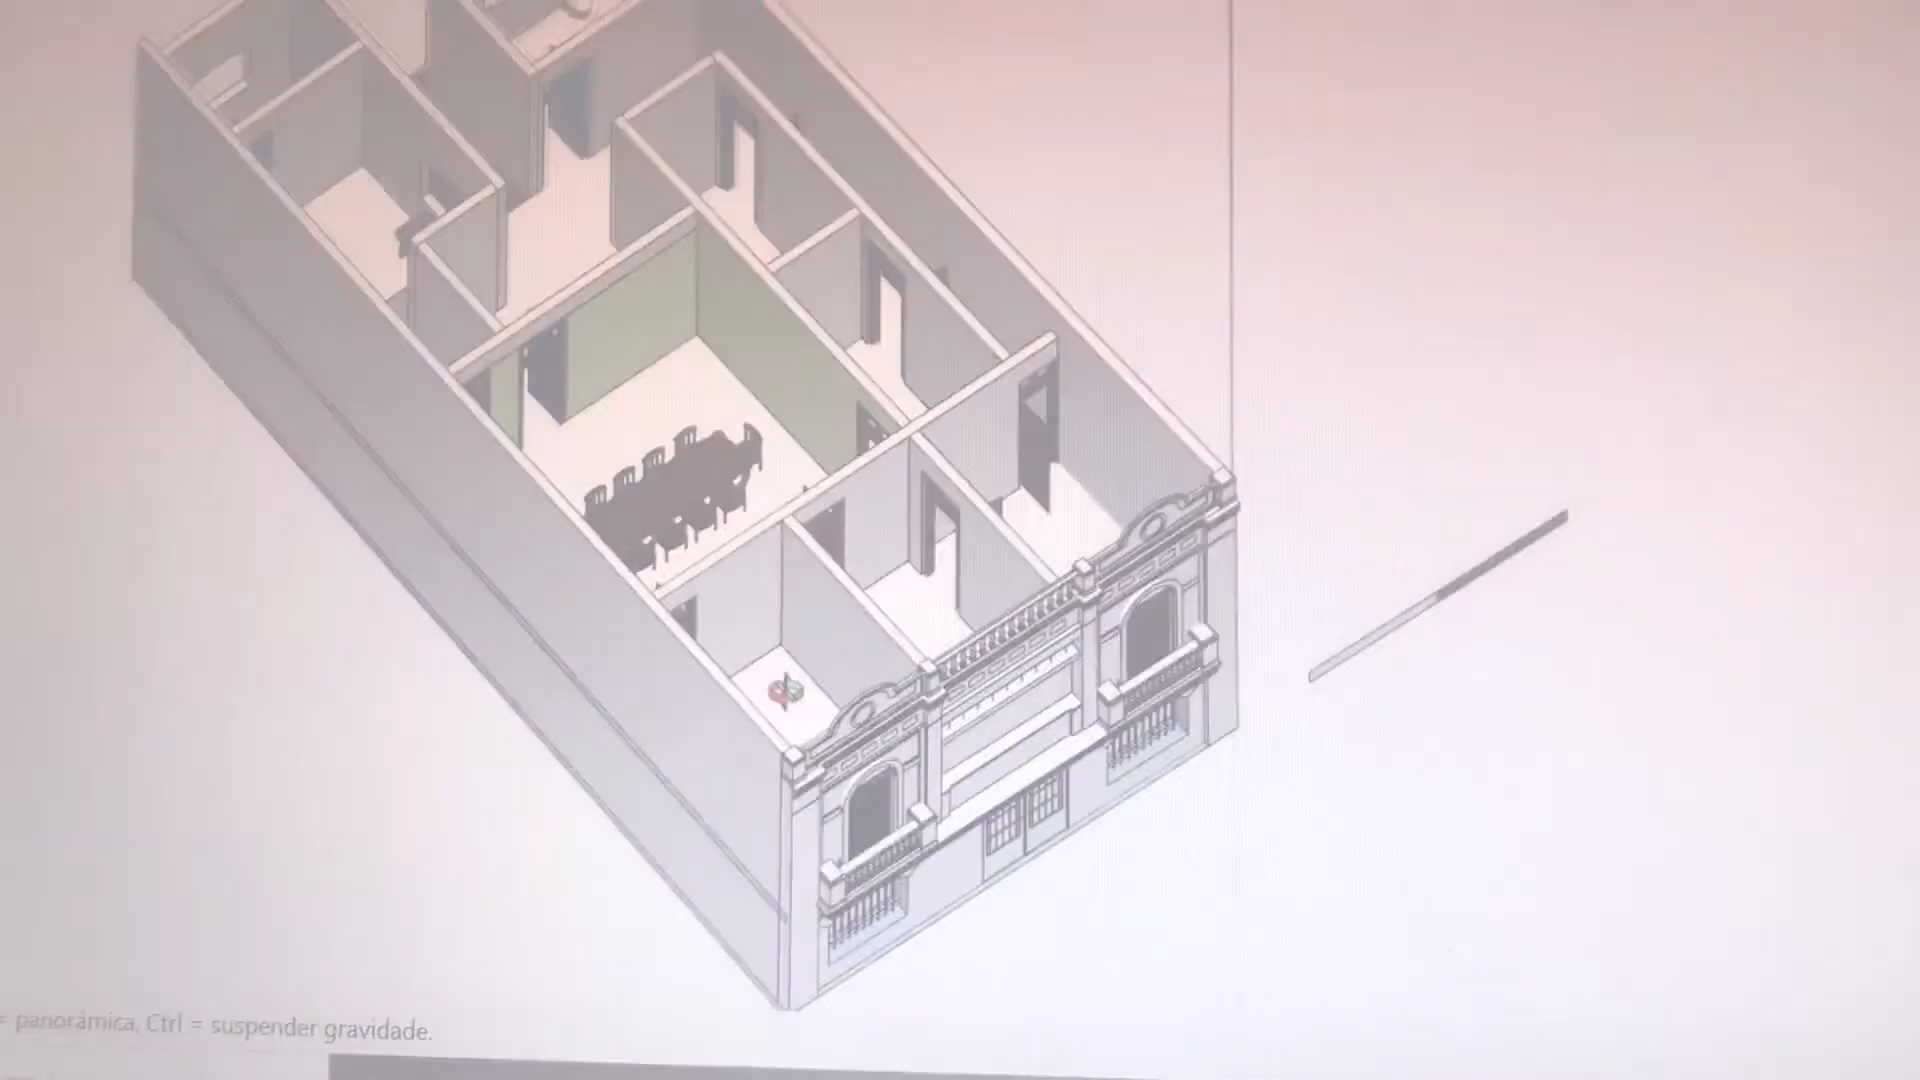 = panorâmica, Ctrl = suspender gravidade.